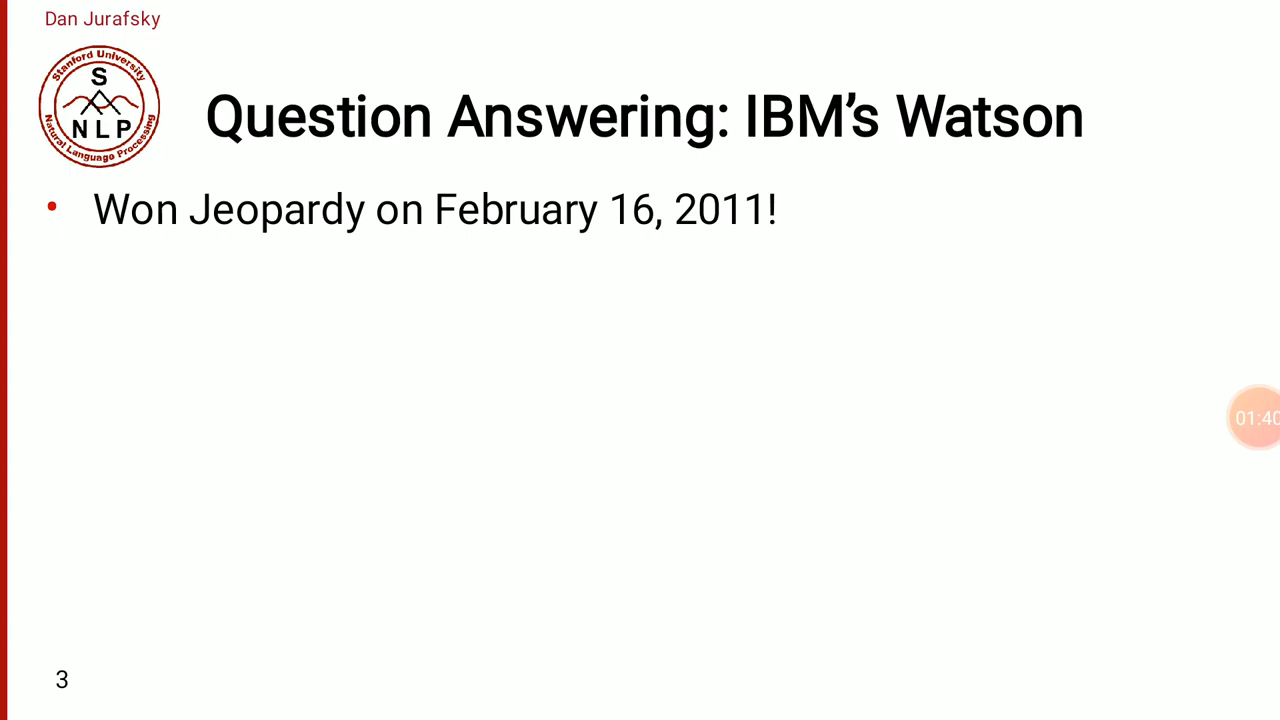 Dan Jurafsky
Stanford University
S
NLP
Natural Language Processing
Question Answering: IBM’s Watson
• Won Jeopardy on February 16, 2011!
01:40
3